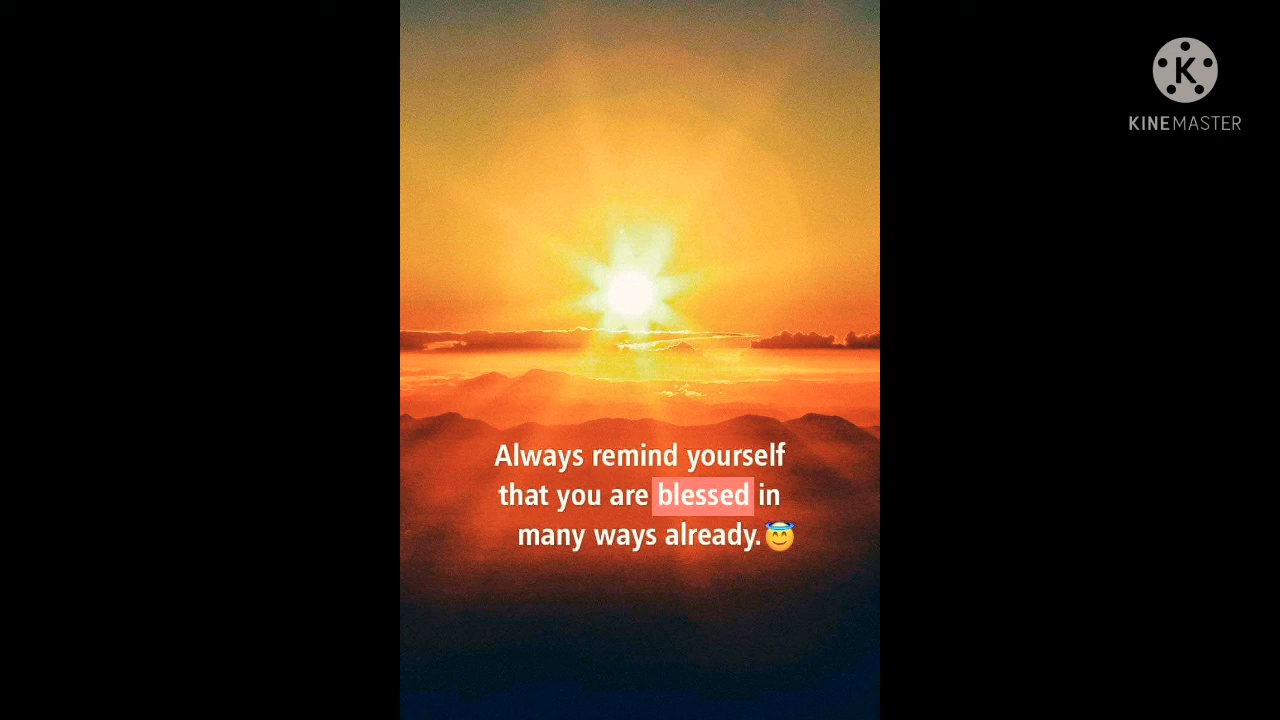 K
KINEMASTER
Always remind yourself
that you are blessed in
many ways already.😇